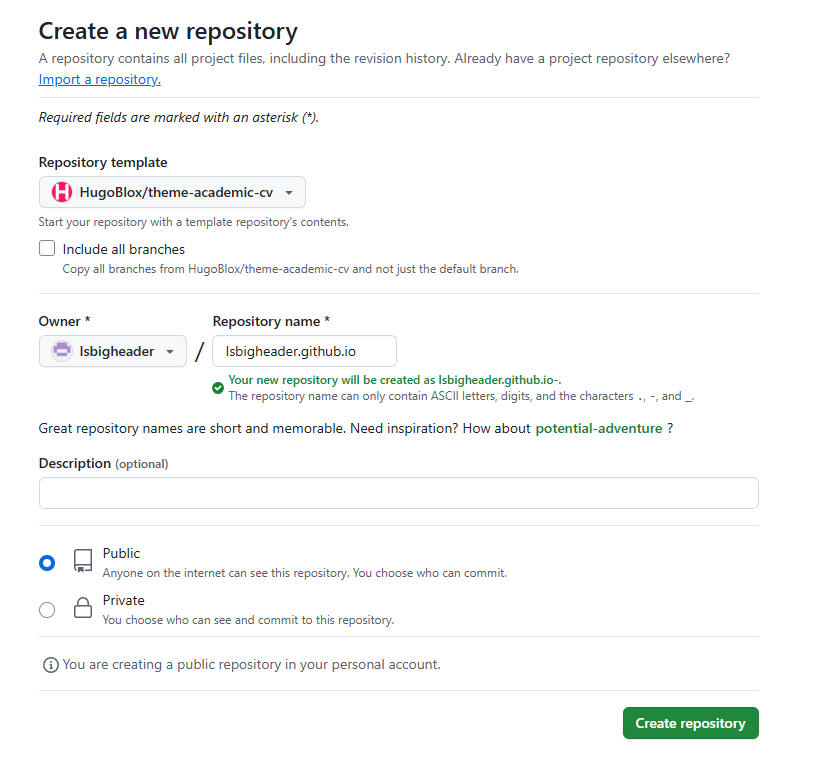 Create a new repository
A repository contains all project files, including the revision history. Already have a project repository elsewhere?
Import a repository.
Required fields are marked with an asterisk (*).
Repository template
HugoBlox/theme-academic-cv
Start your repository with a template repository's contents.
Include all branches
Copy all branches from HugoBlox/theme-academic-cv and not just the default branch.
Owner *
Repository name *
lsbigheader
/
lsbigheader.github.io
Your new repository will be created as lsbigheader.github.io-.
The repository name can only contain ASCII letters, digits, and the characters ., -, and _.
Great repository names are short and memorable. Need inspiration? How about potential-adventure ?
Description (optional)
Public
Anyone on the internet can see this repository. You choose who can commit.
Private
You choose who can see and commit to this repository.
You are creating a public repository in your personal account.
Create repository